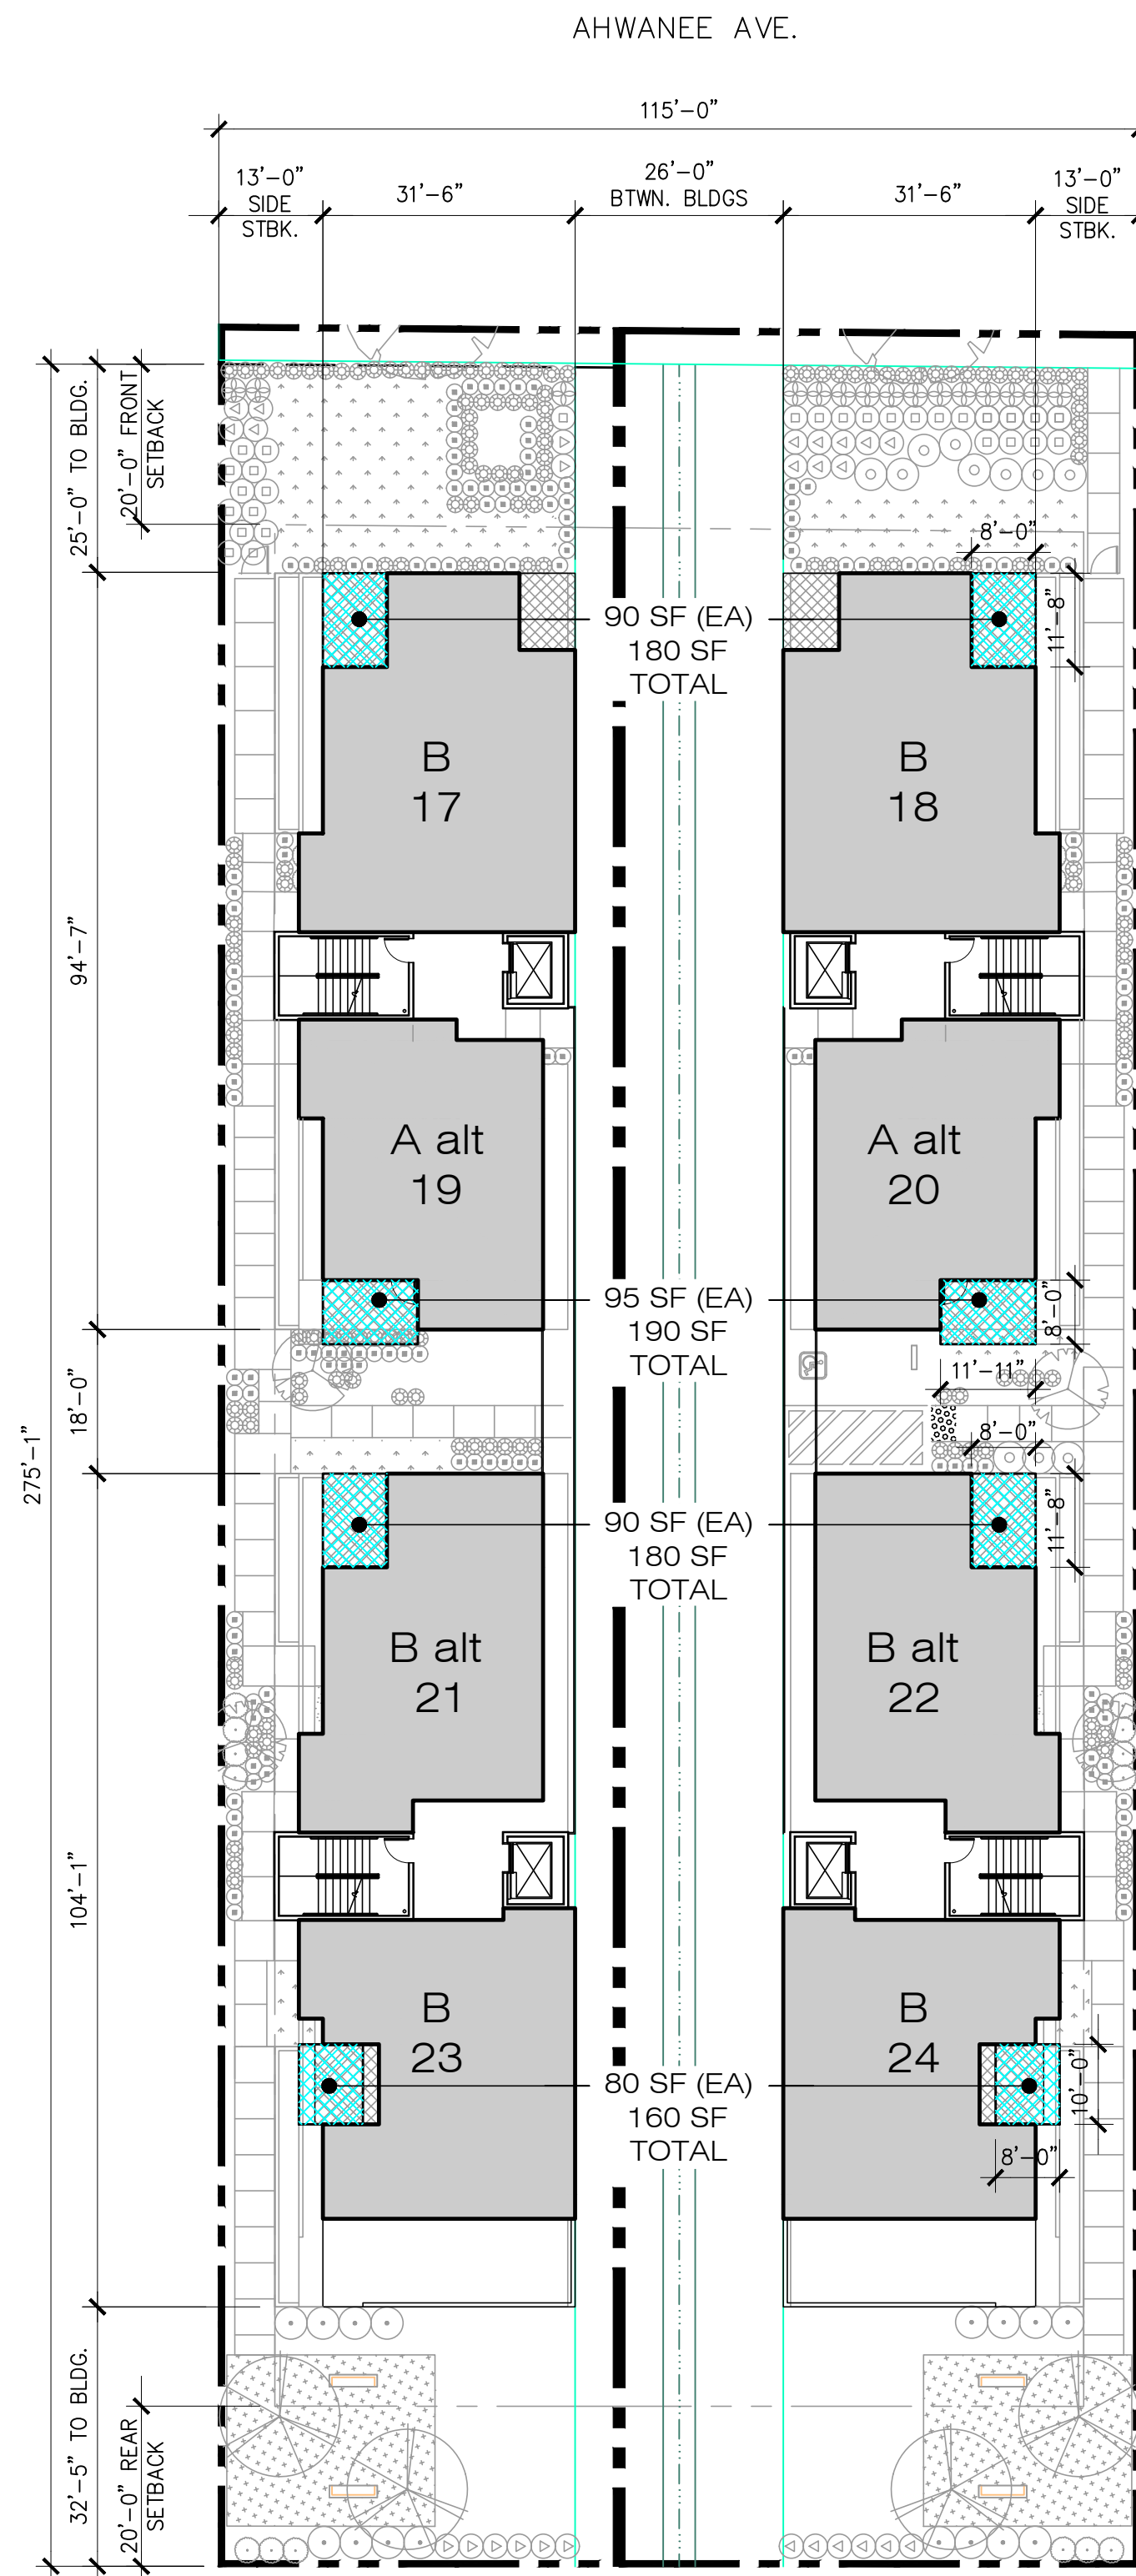 AHWANEE AVE.
115'-0"
13'-0"
SIDE
STBK.
31'-6"
26'-0"
BTWN. BLDGS
31'-6"
13'-0"
SIDE
STBK.
25'-0" TO BLDG.
20'-0" FRONT
SETBACK
8'-0"
11'-8"
90 SF (EA)
180 SF
TOTAL
B
17
B
18
94'-7"
A alt
19
A alt
20
95 SF (EA)
190 SF
TOTAL
8'-0"
11'-11"
18'-0"
275'-1"
8'-0"
11'-8"
90 SF (EA)
180 SF
TOTAL
B alt
21
B alt
22
104'-1"
B
23
B
24
80 SF (EA)
160 SF
TOTAL
10'-0"
8'-0"
32'-5" TO BLDG.
20'-0" REAR
SETBACK